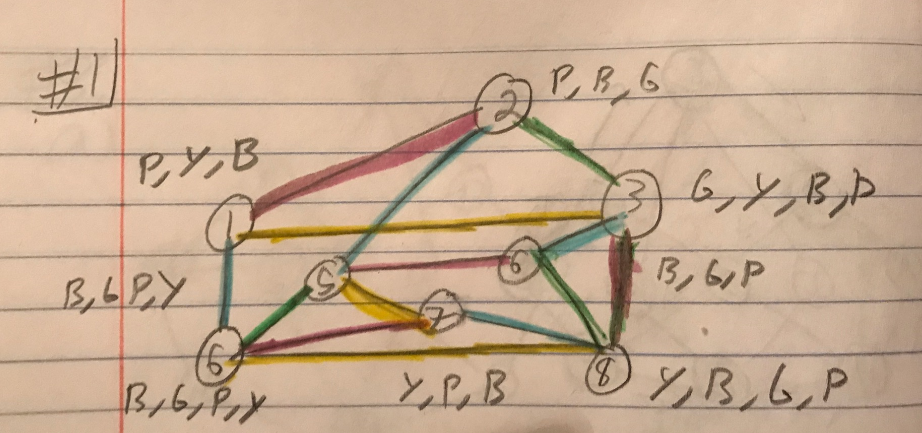 #1
2 P, B, G
P, Y, B
3 G, Y, B, P
1
5 6 B, G, P
B, G P, Y
7
6 8
B, G, P, Y Y, P, B Y, B, G, P